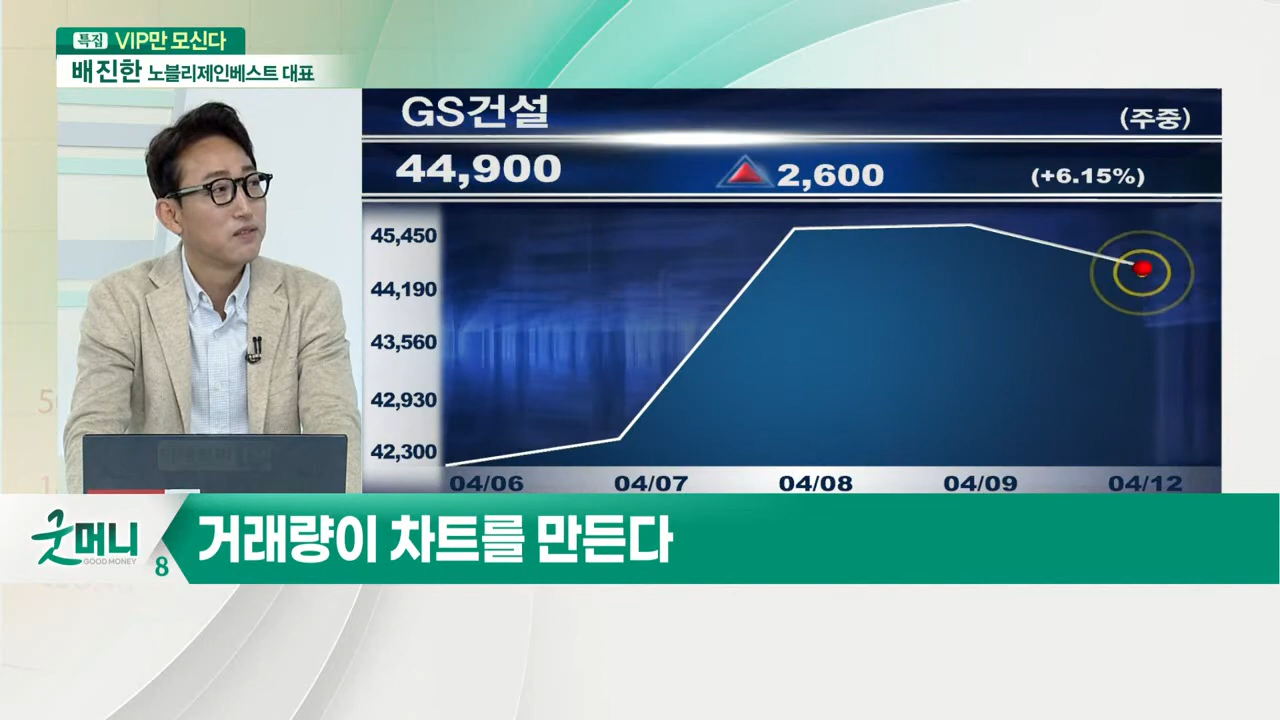 특집 VIP만 모신다
배진한 노블리제인베스트 대표
GS건설
(주중)
44,900
2,600
(+6.15%)
45,450
44,190
43,560
42,930
42,300
04/06
04/07
04/08
04/09
04/12
굿머니
GOOD MONEY
8
거래량이 차트를 만든다